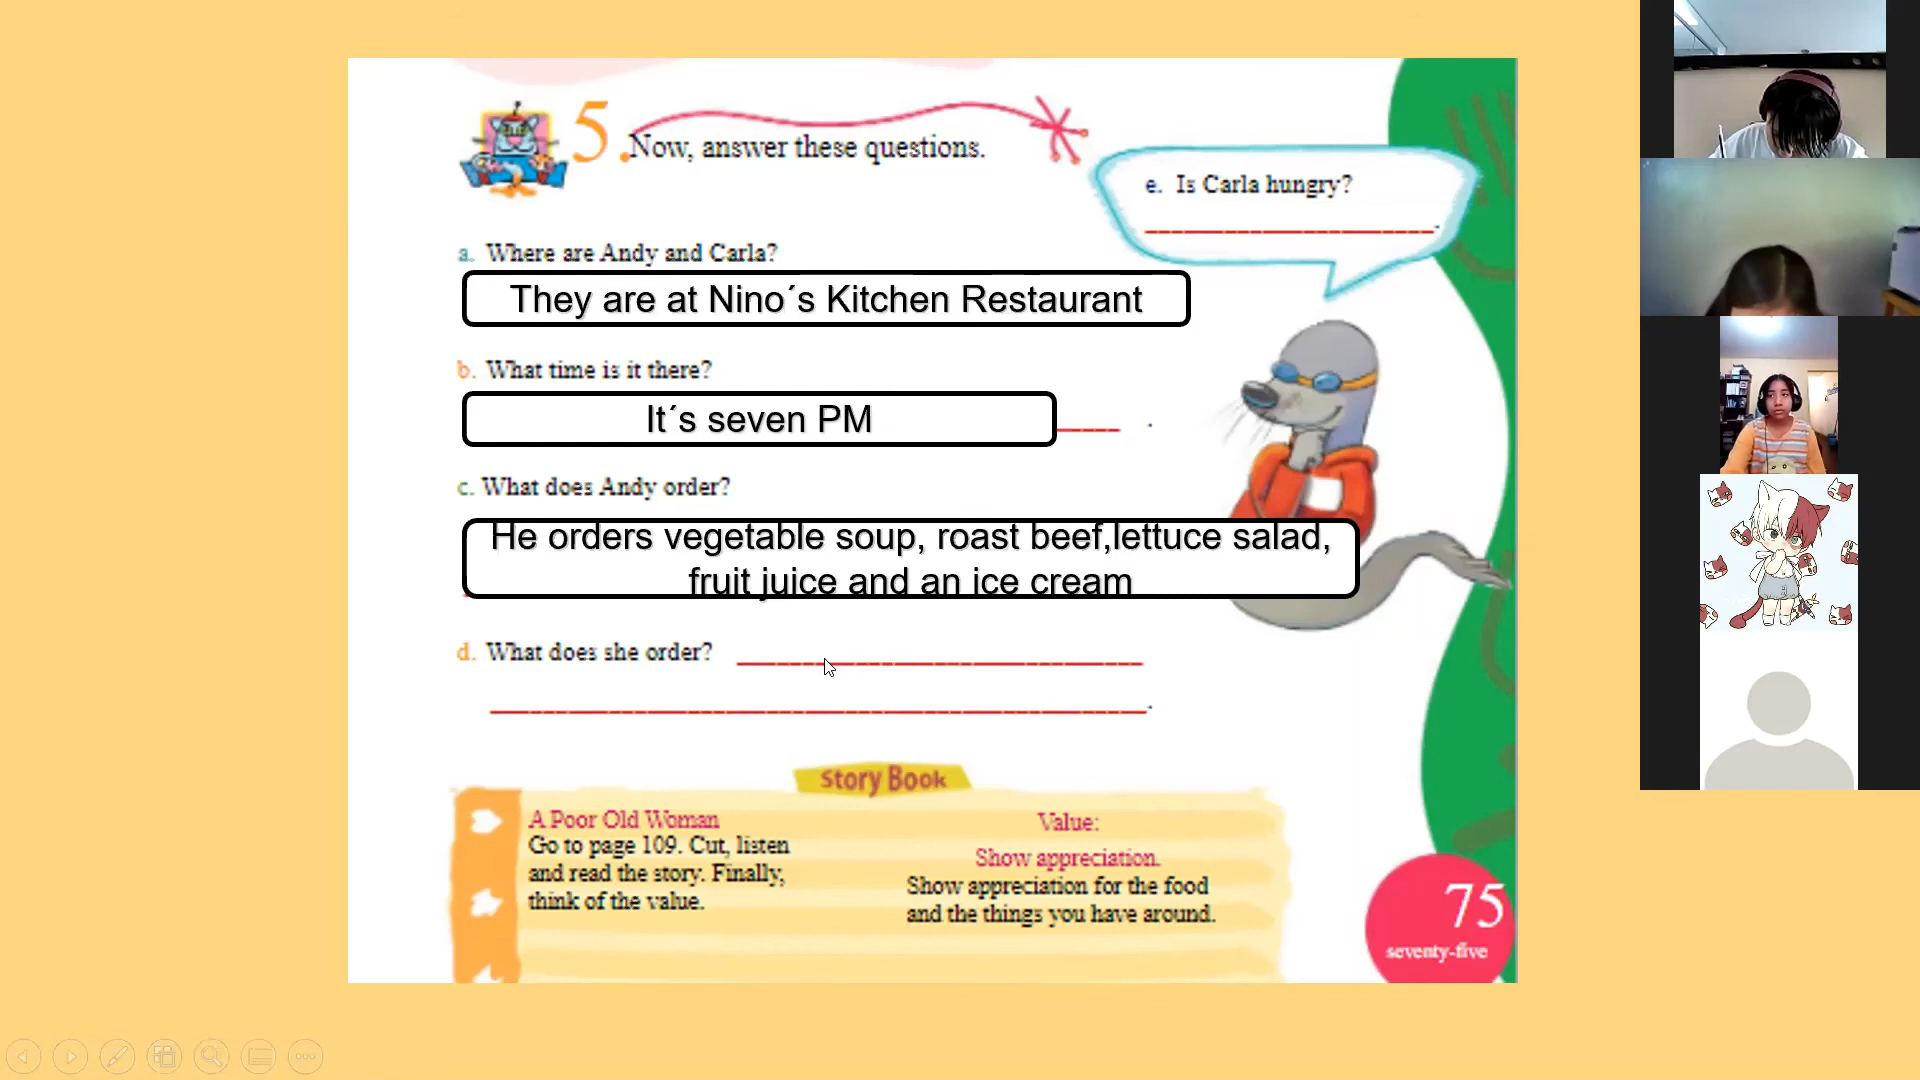 5. Now, answer these questions.
e. Is Carla hungry?
____________________.
a. Where are Andy and Carla?
They are at Nino´s Kitchen Restaurant
b. What time is it there?
It´s seven PM
.
c. What does Andy order?
He orders vegetable soup, roast beef,lettuce salad,
fruit juice and an ice cream
d. What does she order? ____________________
____________________.
Story Book
A Poor Old Woman
Go to page 109. Cut, listen
and read the story. Finally,
think of the value.
Value:
Show appreciation.
Show appreciation for the food
and the things you have around.
75
seventy-five